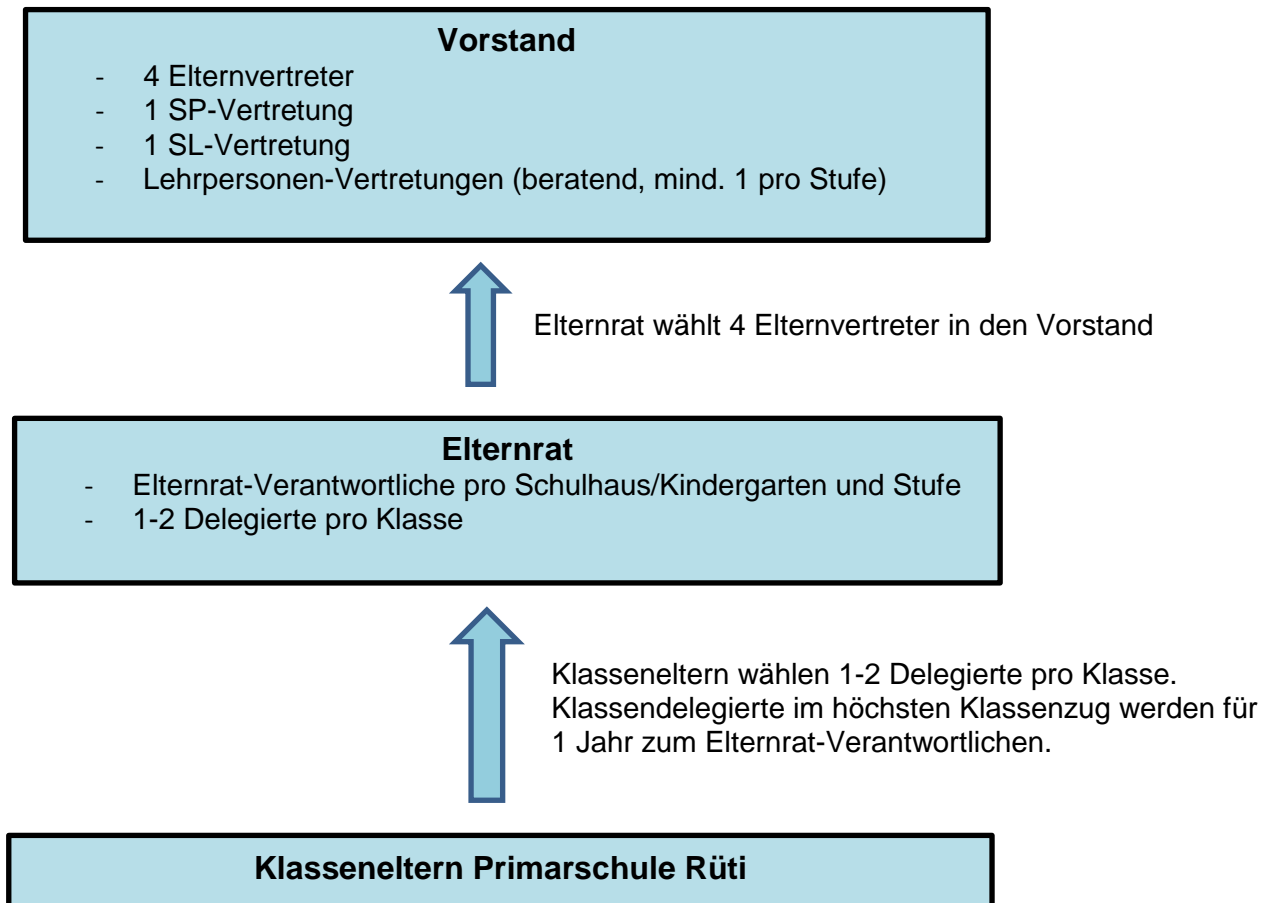 Vorstand
- 4 Elternvertreter
- 1 SP-Vertretung
- 1 SL-Vertretung
- Lehrpersonen-Vertretungen (beratend, mind. 1 pro Stufe)
Elternrat wählt 4 Elternvertreter in den Vorstand
Elternrat
- Elternrat-Verantwortliche pro Schulhaus/Kindergarten und Stufe
- 1-2 Delegierte pro Klasse
Klasseneltern wählen 1-2 Delegierte pro Klasse.
Klassendelegierte im höchsten Klassenzug werden für
1 Jahr zum Elternrat-Verantwortlichen.
Klasseneltern Primarschule Rüti